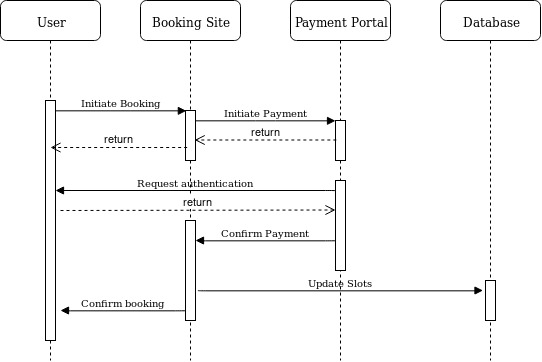 User
Booking Site
Payment Portal
Database
Initiate Booking
Initiate Payment
return
return
Request authentication
return
Confirm Payment
Update Slots
Confirm booking